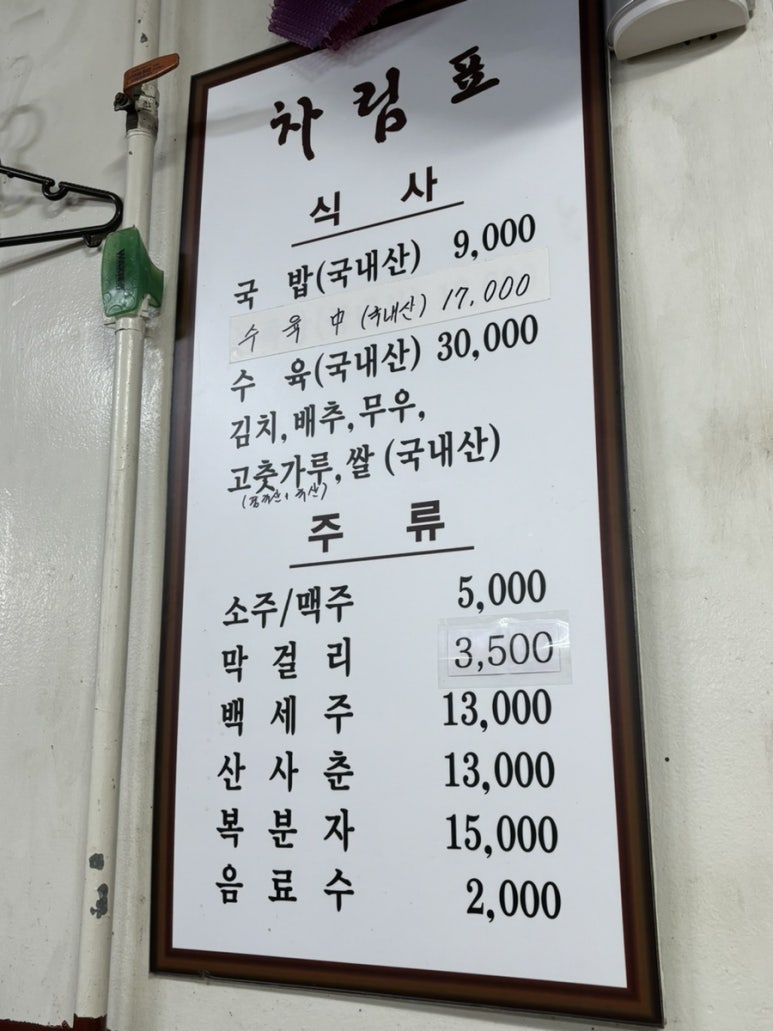 차림표
식 사
국 밥(국내산) 9,000
수 육 中 (국내산) 17,000
수 육(국내산) 30,000
김치, 배추, 무우,
고춧가루, 쌀 (국내산)
주 류
소주/맥주 5,000
막 걸 리 3,500
백 세 주 13,000
산 사 춘 13,000
복 분 자 15,000
음 료 수 2,000